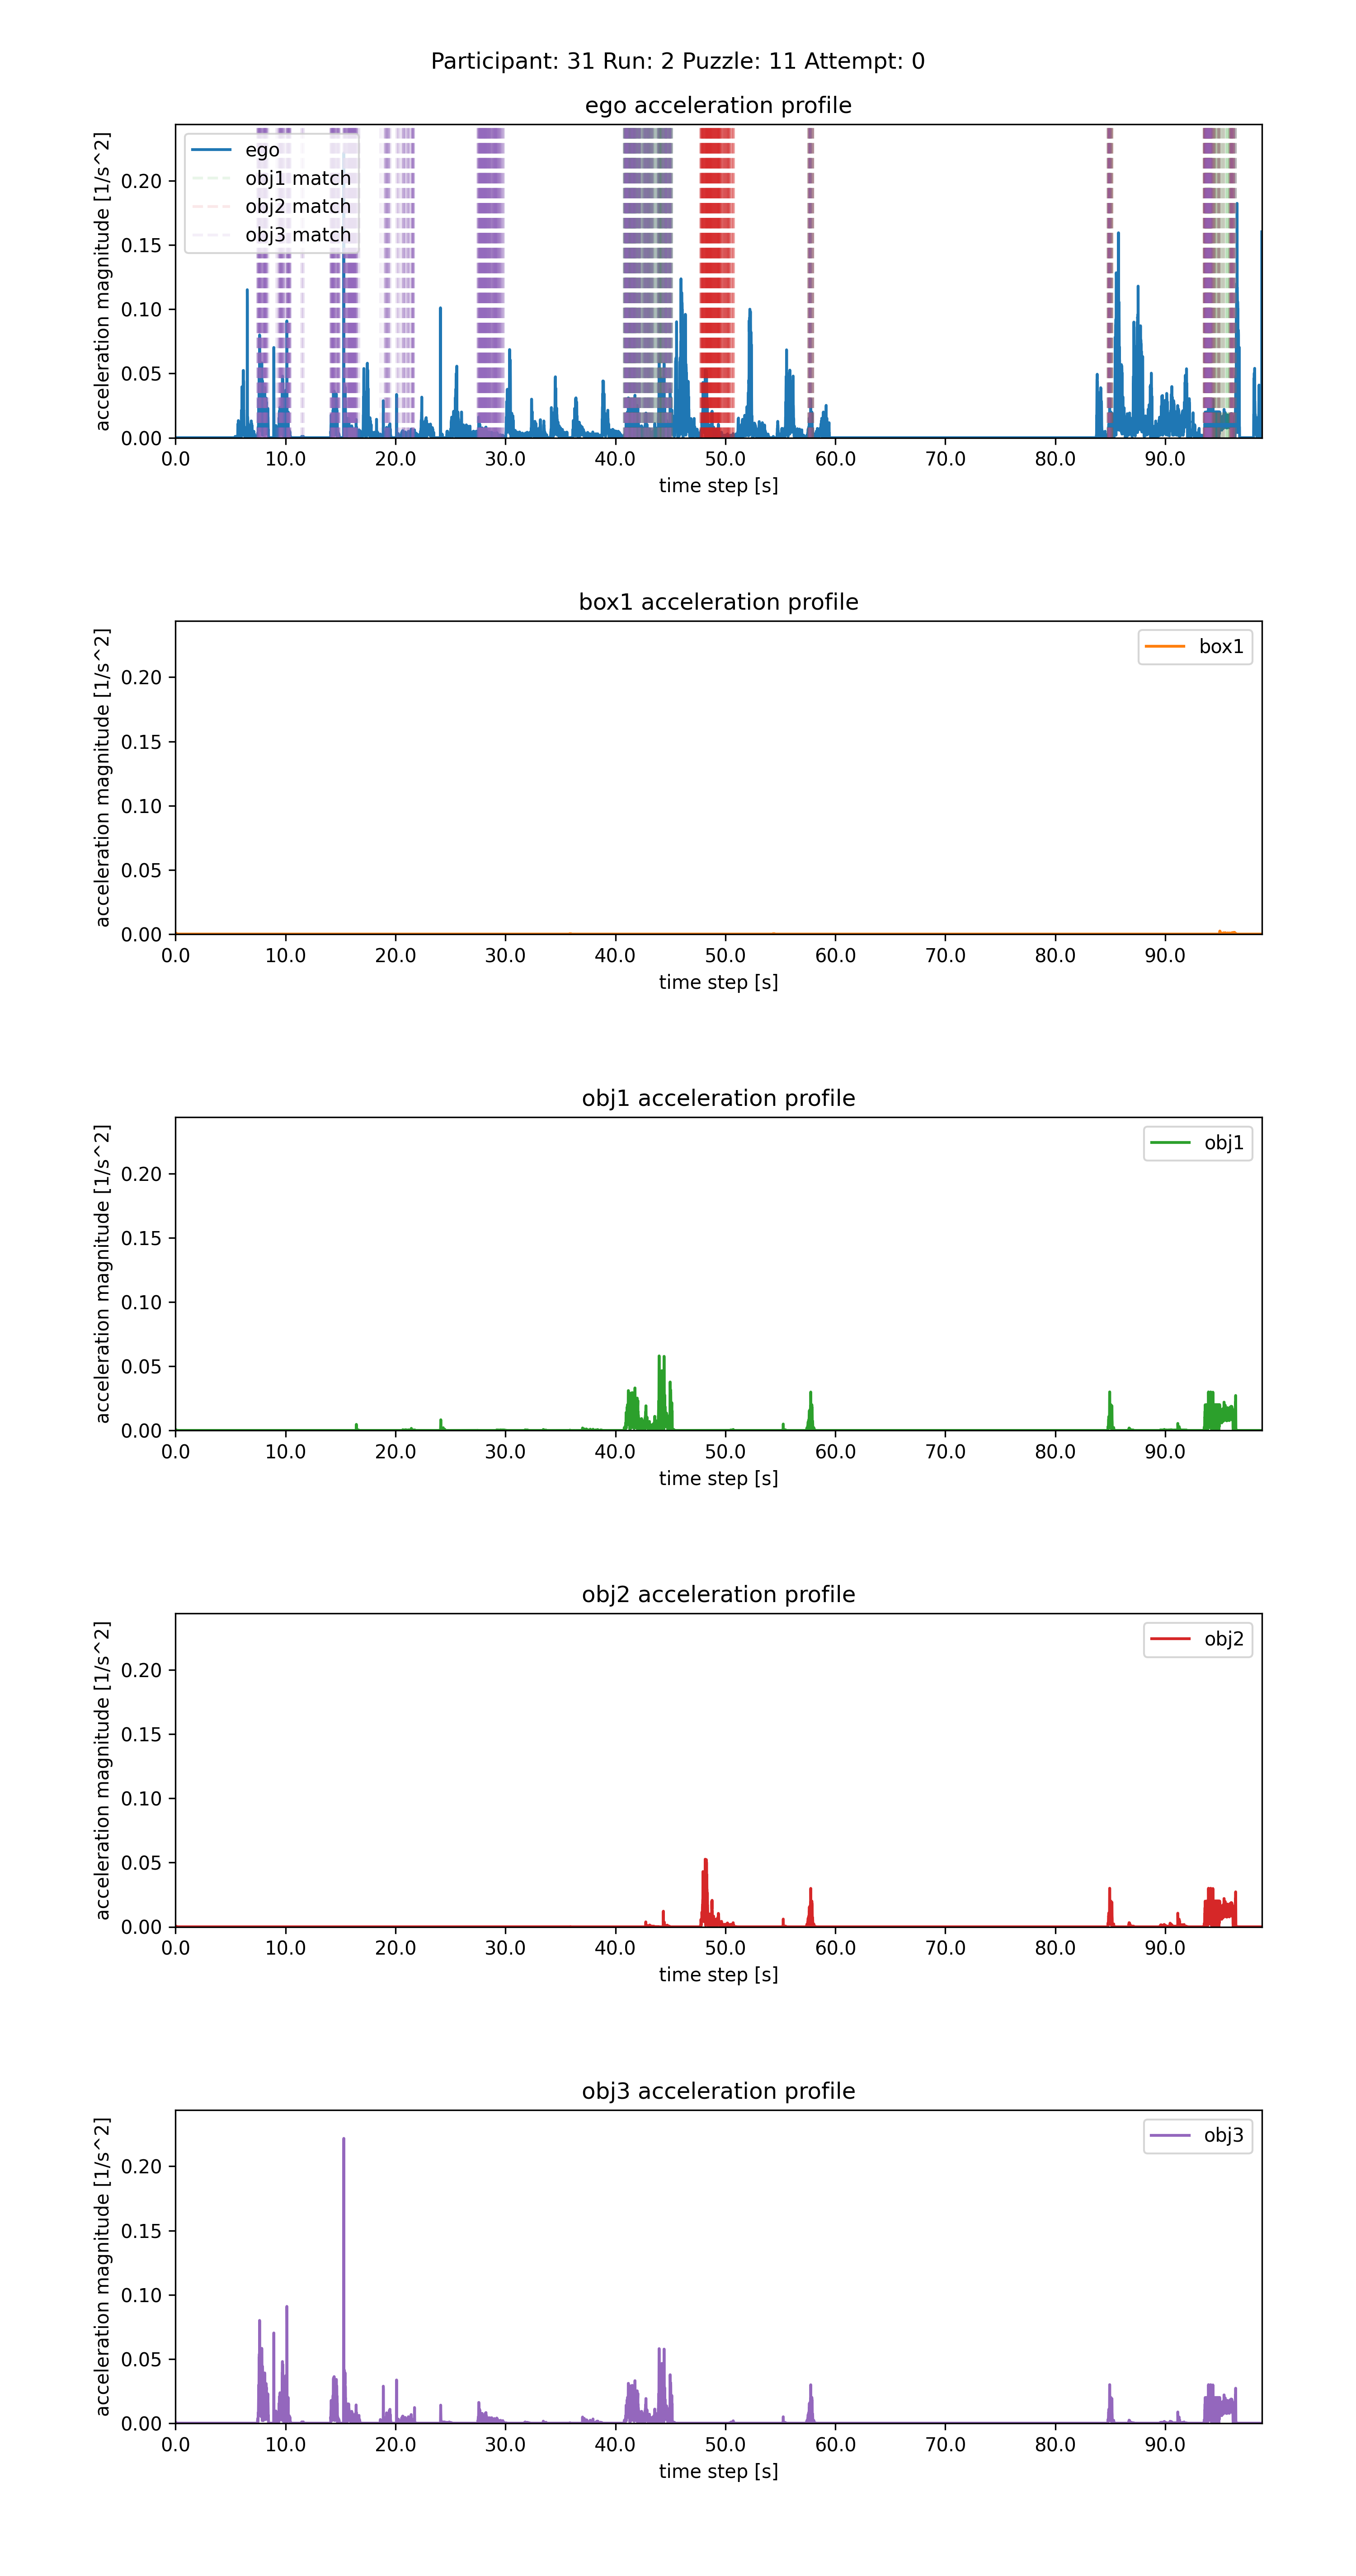 Participant: 31 Run: 2 Puzzle: 11 Attempt: 0
ego acceleration profile
acceleration magnitude [1/s^2]
0.20
0.15
0.10
0.05
0.00
ego
obj1 match
obj2 match
obj3 match
0.0 10.0 20.0 30.0 40.0 50.0 60.0 70.0 80.0 90.0
time step [s]
box1 acceleration profile
acceleration magnitude [1/s^2]
0.20
0.15
0.10
0.05
0.00
box1
0.0 10.0 20.0 30.0 40.0 50.0 60.0 70.0 80.0 90.0
time step [s]
obj1 acceleration profile
acceleration magnitude [1/s^2]
0.20
0.15
0.10
0.05
0.00
obj1
0.0 10.0 20.0 30.0 40.0 50.0 60.0 70.0 80.0 90.0
time step [s]
obj2 acceleration profile
acceleration magnitude [1/s^2]
0.20
0.15
0.10
0.05
0.00
obj2
0.0 10.0 20.0 30.0 40.0 50.0 60.0 70.0 80.0 90.0
time step [s]
obj3 acceleration profile
acceleration magnitude [1/s^2]
0.20
0.15
0.10
0.05
0.00
obj3
0.0 10.0 20.0 30.0 40.0 50.0 60.0 70.0 80.0 90.0
time step [s]